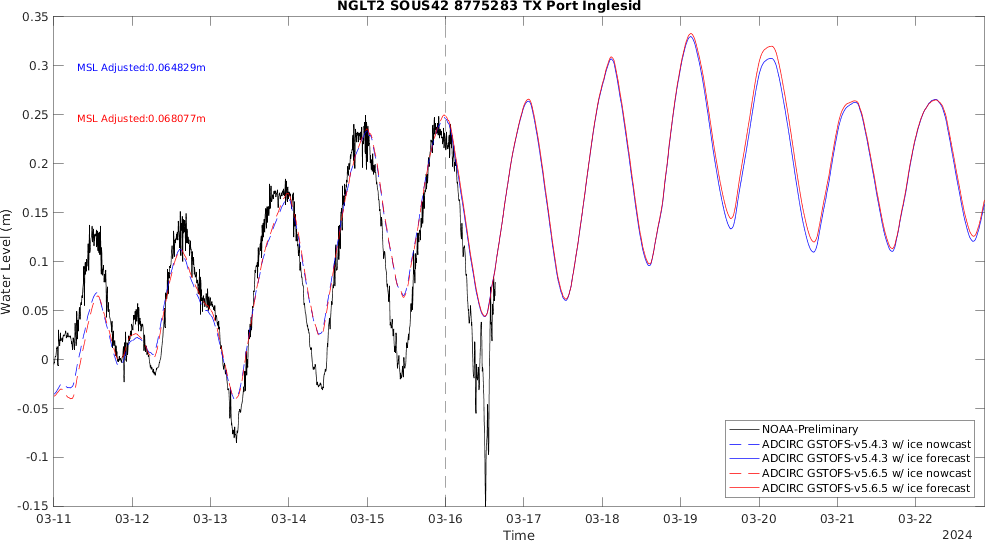 NGLT2 SOUS42 8775283 TX Port Inglesid
0.35
0.3
0.25
0.2
0.15
0.1
0.05
0
-0.05
-0.1
-0.15
Water Level (m)
MSL Adjusted:0.064829m
MSL Adjusted:0.068077m
NOAA-Preliminary
ADCIRC GSTOFS-v5.4.3 w/ ice nowcast
ADCIRC GSTOFS-v5.4.3 w/ ice forecast
ADCIRC GSTOFS-v5.6.5 w/ ice nowcast
ADCIRC GSTOFS-v5.6.5 w/ ice forecast
03-11 03-12 03-13 03-14 03-15 03-16 03-17 03-18 03-19 03-20 03-21 03-22
Time
2024